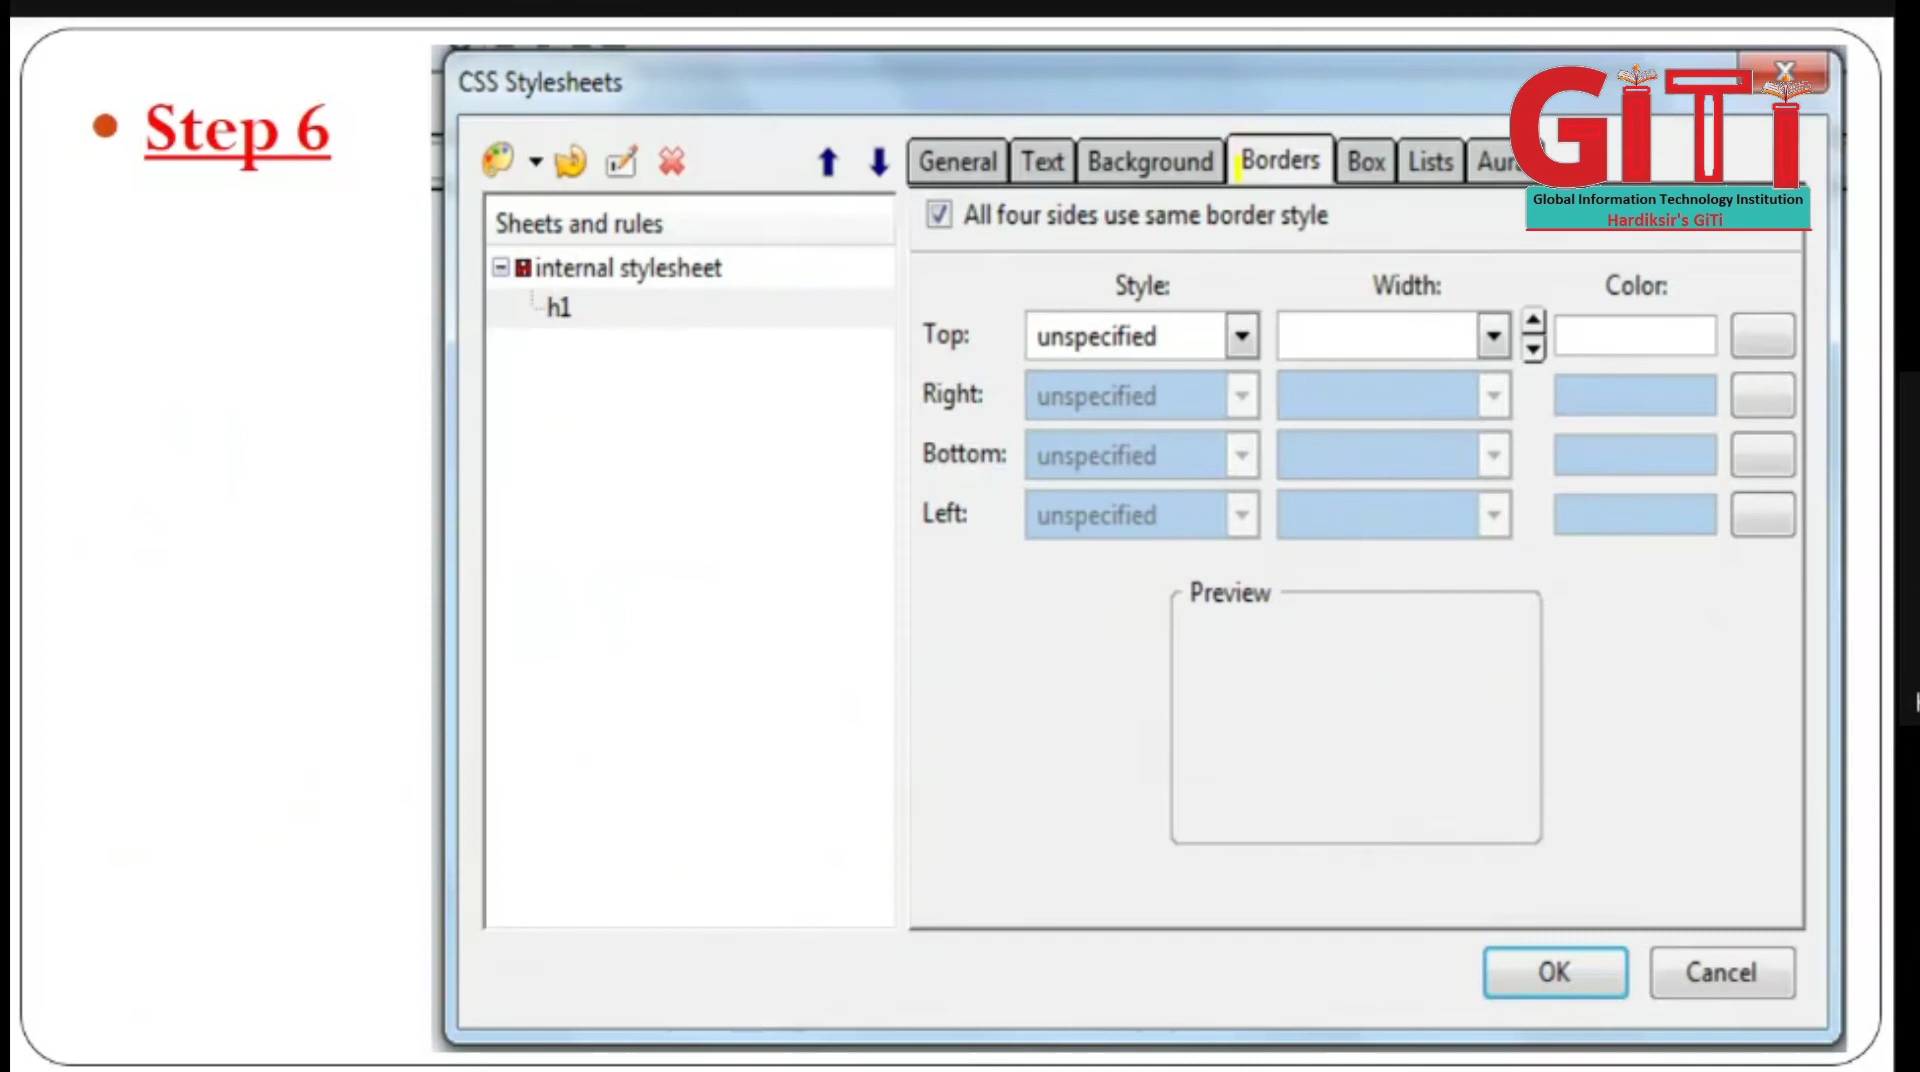 Step 6
CSS Stylesheets
GiTi
Global Information Technology Institution
Hardiksir's GiTi
General Text Background Borders Box Lists
Sheets and rules
internal stylesheet
h1
All four sides use same border style
Style: Width: Color:
Top: unspecified
Right: unspecified
Bottom: unspecified
Left: unspecified
Preview
OK Cancel